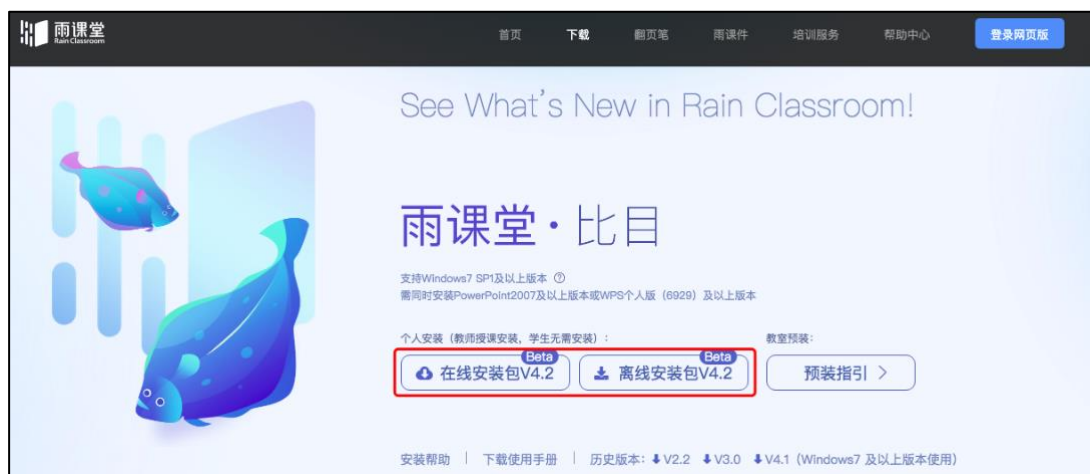 雨课堂
Rain Classroom
首页 下载 翻页笔 雨课件 培训服务 帮助中心 登录网页版
See What's New in Rain Classroom!
雨课堂·比目
支持Windows7 SP1及以上版本 ?
需同时安装PowerPoint2007及以上版本或WPS个人版（6929）及以上版本
个人安装（教师授课安装，学生无需安装）： 教室预装：
在线安装包V4.2 Beta 离线安装包V4.2 Beta 预装指引 >
安装帮助 | 下载使用手册 | 历史版本： V2.2 V3.0 V4.1（Windows7 及以上版本使用）